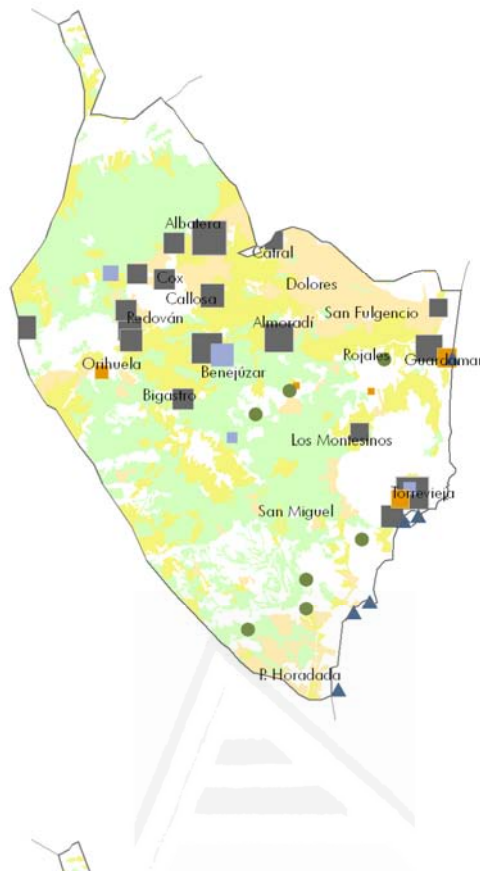 Albatera
Catral
Cox
Dolores
Callosa
San Fulgencio
Redován
Almoradí
Rojales
Guardamar
Orihuela
Benejúzar
Bigastro
Los Montesinos
Torrevieja
San Miguel
P. Horadada